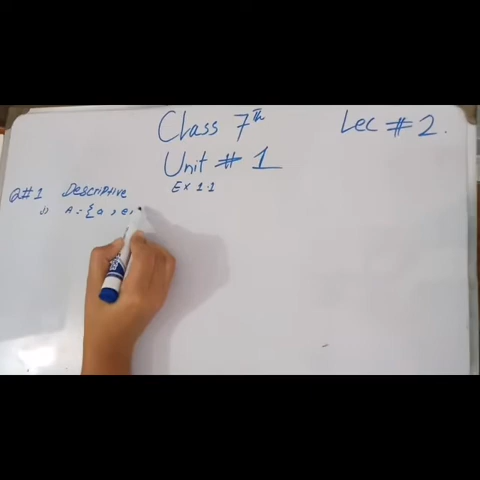 Class 7th
Lec # 2.
Unit # 1
Ex 1.1
Q#1 Descriptive
i) A = { a , e ,